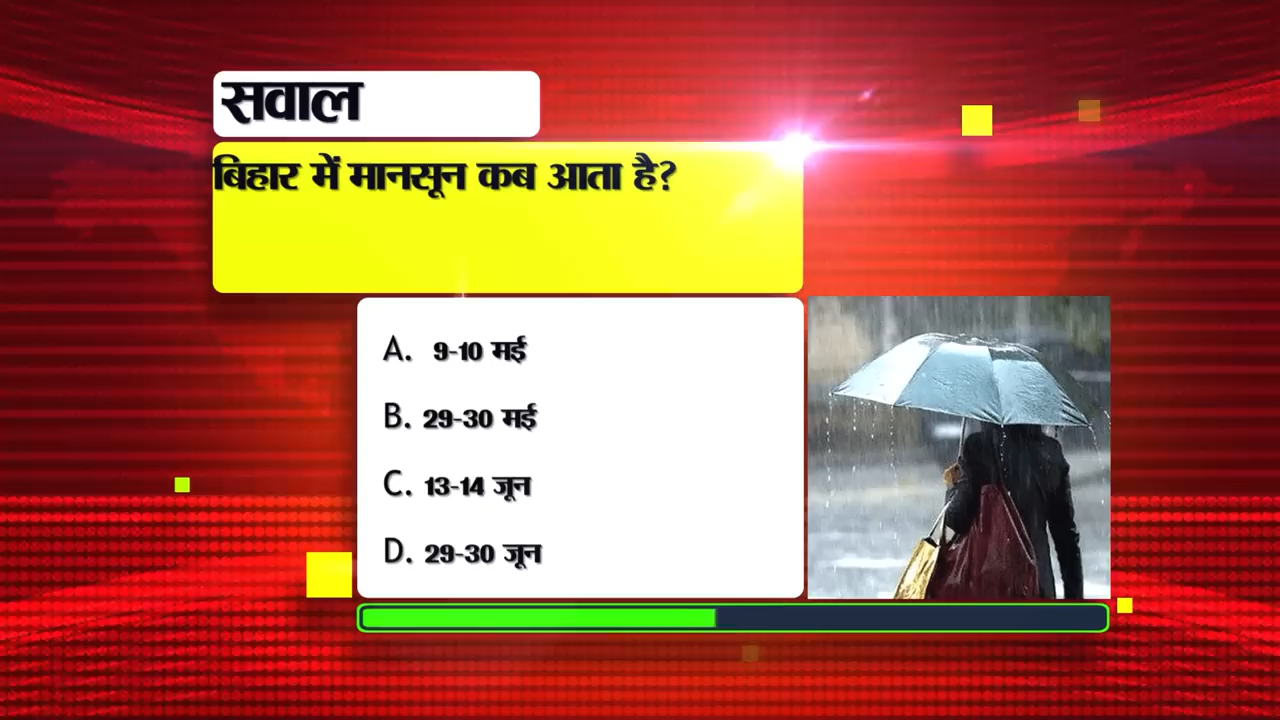 सवाल
बिहार में मानसून कब आता है?
A. 9-10 मई
B. 29-30 मई
C. 13-14 जून
D. 29-30 जून